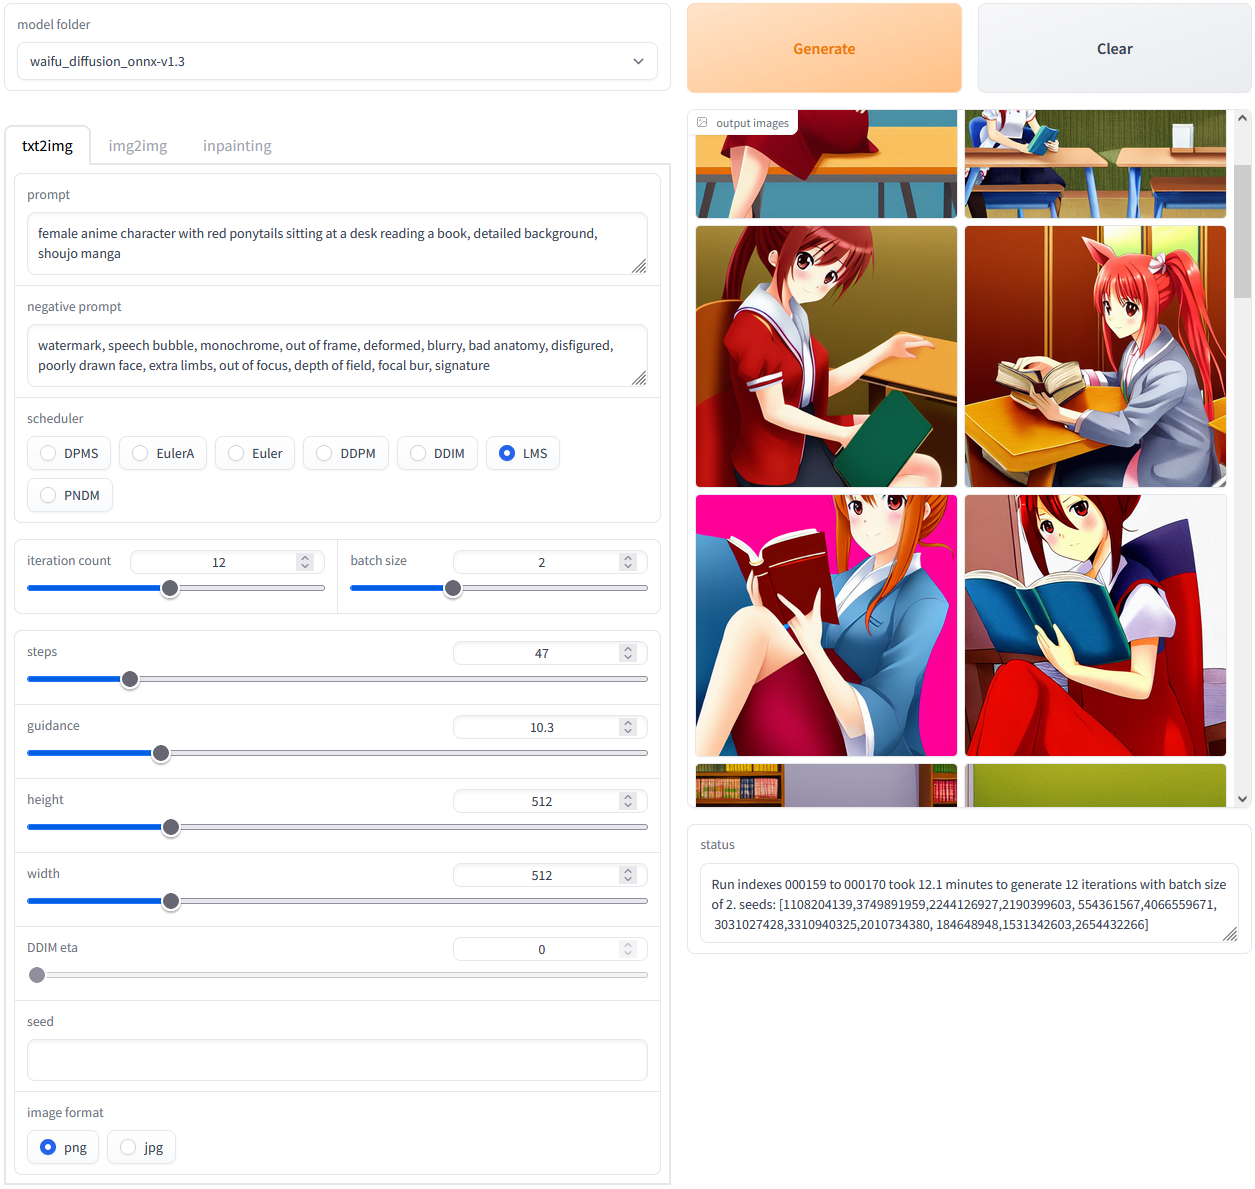 model folder
waifu_diffusion_onnx-v1.3
Generate
Clear
txt2img
img2img
inpainting
prompt
female anime character with red ponytails sitting at a desk reading a book, detailed background,
shoujo manga
negative prompt
watermark, speech bubble, monochrome, out of frame, deformed, blurry, bad anatomy, disfigured,
poorly drawn face, extra limbs, out of focus, depth of field, focal bur, signature
scheduler
DPMS
EulerA
Euler
DDPM
DDIM
LMS
PNDM
iteration count
12
batch size
2
steps
47
guidance
10.3
height
512
width
512
DDIM eta
0
seed
image format
png
jpg
output images
status
Run indexes 000159 to 000170 took 12.1 minutes to generate 12 iterations with batch size
of 2. seeds: [1108204139,3749891959,2244126927,2190399603, 554361567,4066559671,
3031027428,3310940325,2010734380, 184648948,1531342603,2654432266]